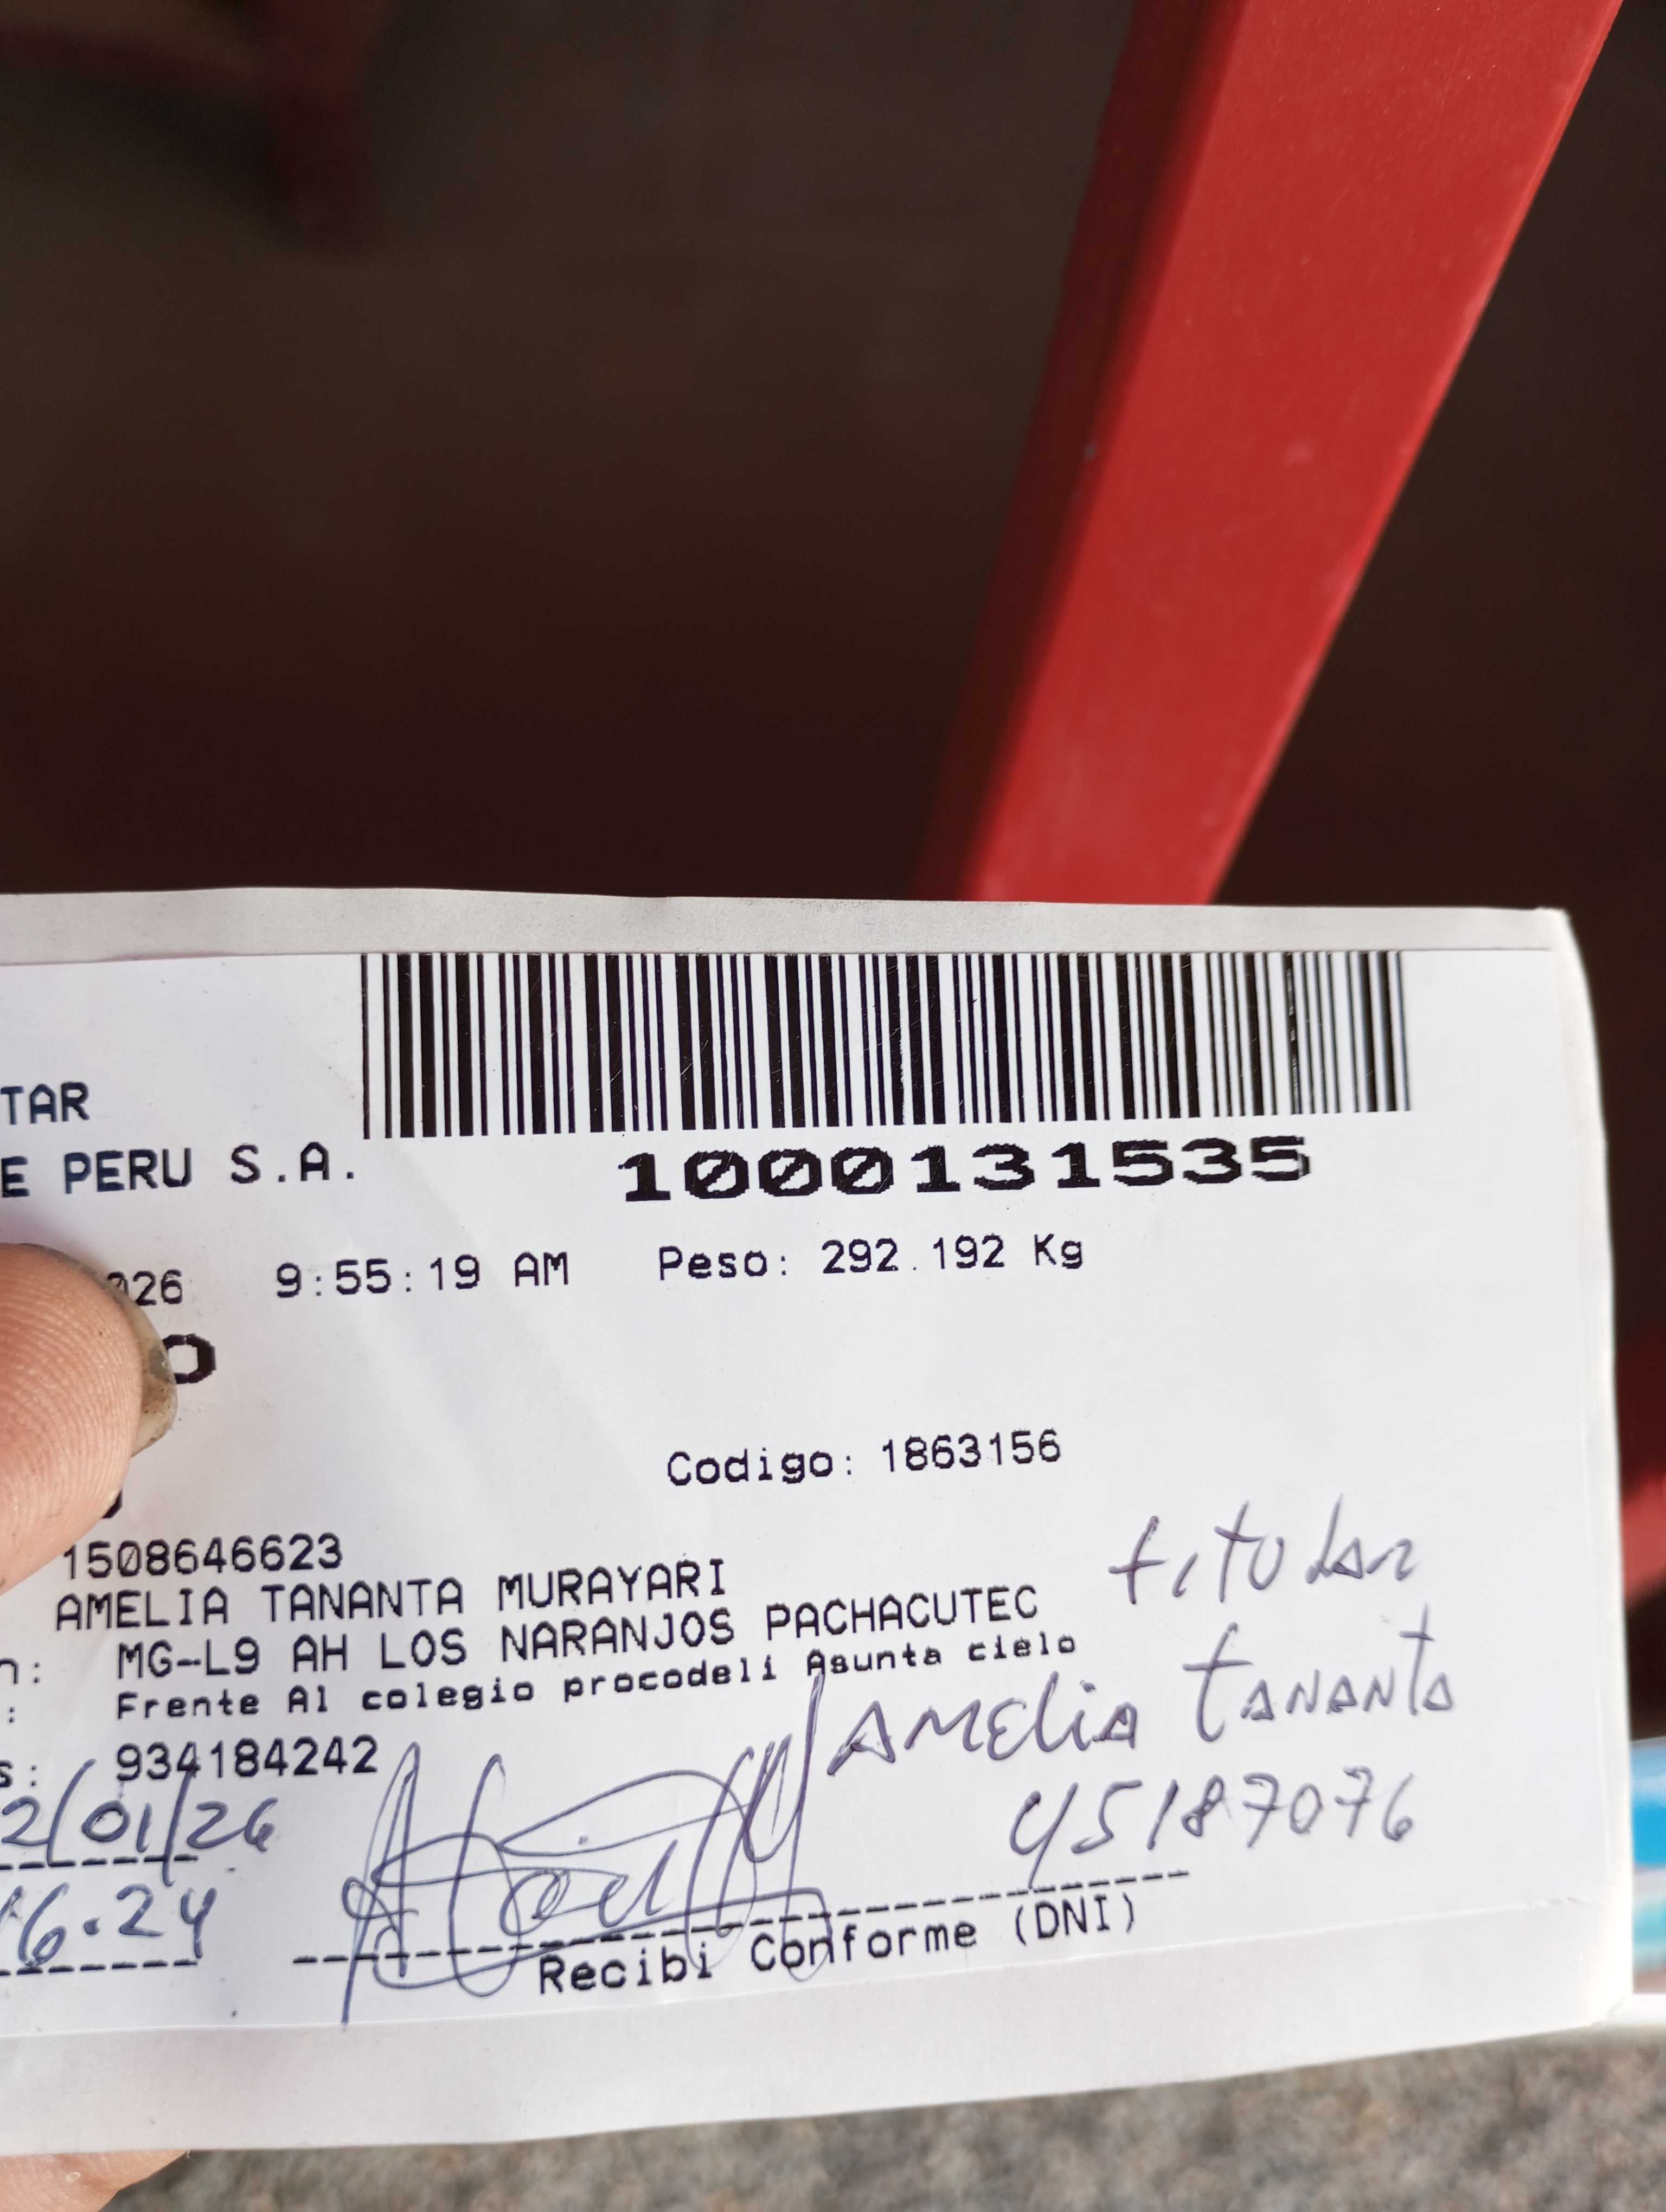 TAR
E PERU S.A.
1000131535
026 9:55:19 AM Peso: 292.192 Kg
O
Codigo: 1863156
1508646623
AMELIA TANANTA MURAYARI
n: MG-L9 AH LOS NARANJOS PACHACUTEC
: Frente Al colegio procodeli Asunta cielo
s: 934184242
titular
AMELiA TANANTA
45187076
2/01/26
16.24
Recibi Conforme (DNI)